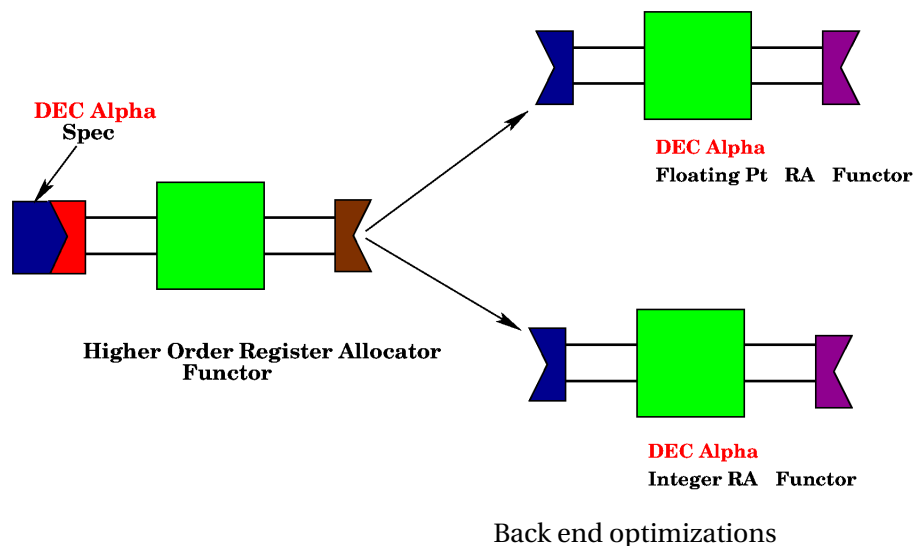 DEC Alpha
Spec
Higher Order Register Allocator
Functor
DEC Alpha
Floating Pt RA Functor
DEC Alpha
Integer RA Functor
Back end optimizations